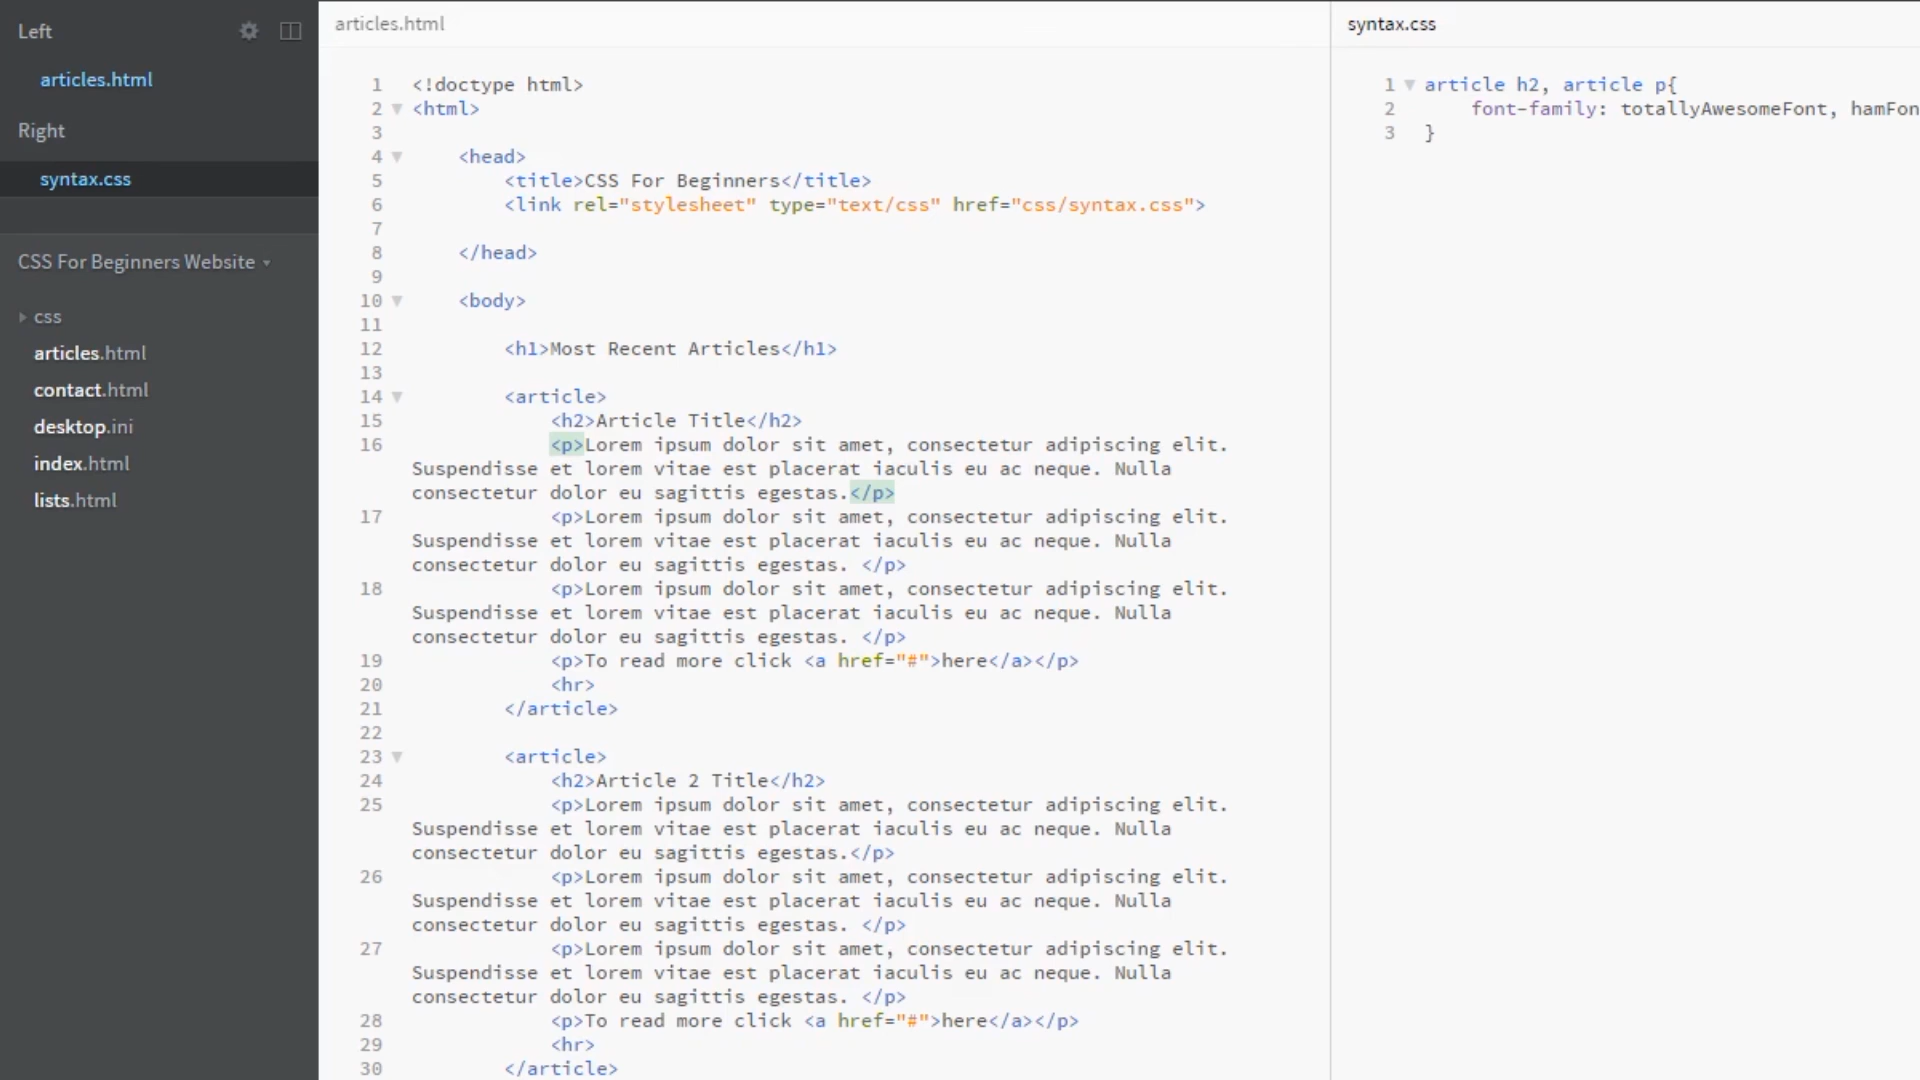 Left
articles.html
Right
syntax.css
CSS For Beginners Website
css
articles.html
contact.html
desktop.ini
index.html
lists.html
articles.html
1 <!doctype html>
2 <html>
3
4 <head>
5 <title>CSS For Beginners</title>
6 <link rel="stylesheet" type="text/css" href="css/syntax.css">
7
8 </head>
9
10 <body>
11
12 <h1>Most Recent Articles</h1>
13
14 <article>
15 <h2>Article Title</h2>
16 <p>Lorem ipsum dolor sit amet, consectetur adipiscing elit.
Suspendisse et lorem vitae est placerat iaculis eu ac neque. Nulla
consectetur dolor eu sagittis egestas.</p>
17 <p>Lorem ipsum dolor sit amet, consectetur adipiscing elit.
Suspendisse et lorem vitae est placerat iaculis eu ac neque. Nulla
consectetur dolor eu sagittis egestas. </p>
18 <p>Lorem ipsum dolor sit amet, consectetur adipiscing elit.
Suspendisse et lorem vitae est placerat iaculis eu ac neque. Nulla
consectetur dolor eu sagittis egestas. </p>
19 <p>To read more click <a href="#">here</a></p>
20 <hr>
21 </article>
22
23 <article>
24 <h2>Article 2 Title</h2>
25 <p>Lorem ipsum dolor sit amet, consectetur adipiscing elit.
Suspendisse et lorem vitae est placerat iaculis eu ac neque. Nulla
consectetur dolor eu sagittis egestas.</p>
26 <p>Lorem ipsum dolor sit amet, consectetur adipiscing elit.
Suspendisse et lorem vitae est placerat iaculis eu ac neque. Nulla
consectetur dolor eu sagittis egestas. </p>
27 <p>Lorem ipsum dolor sit amet, consectetur adipiscing elit.
Suspendisse et lorem vitae est placerat iaculis eu ac neque. Nulla
consectetur dolor eu sagittis egestas. </p>
28 <p>To read more click <a href="#">here</a></p>
29 <hr>
30 </article>
syntax.css
1 article h2, article p{
2 font-family: totallyAwesomeFont, hamFon
3 }